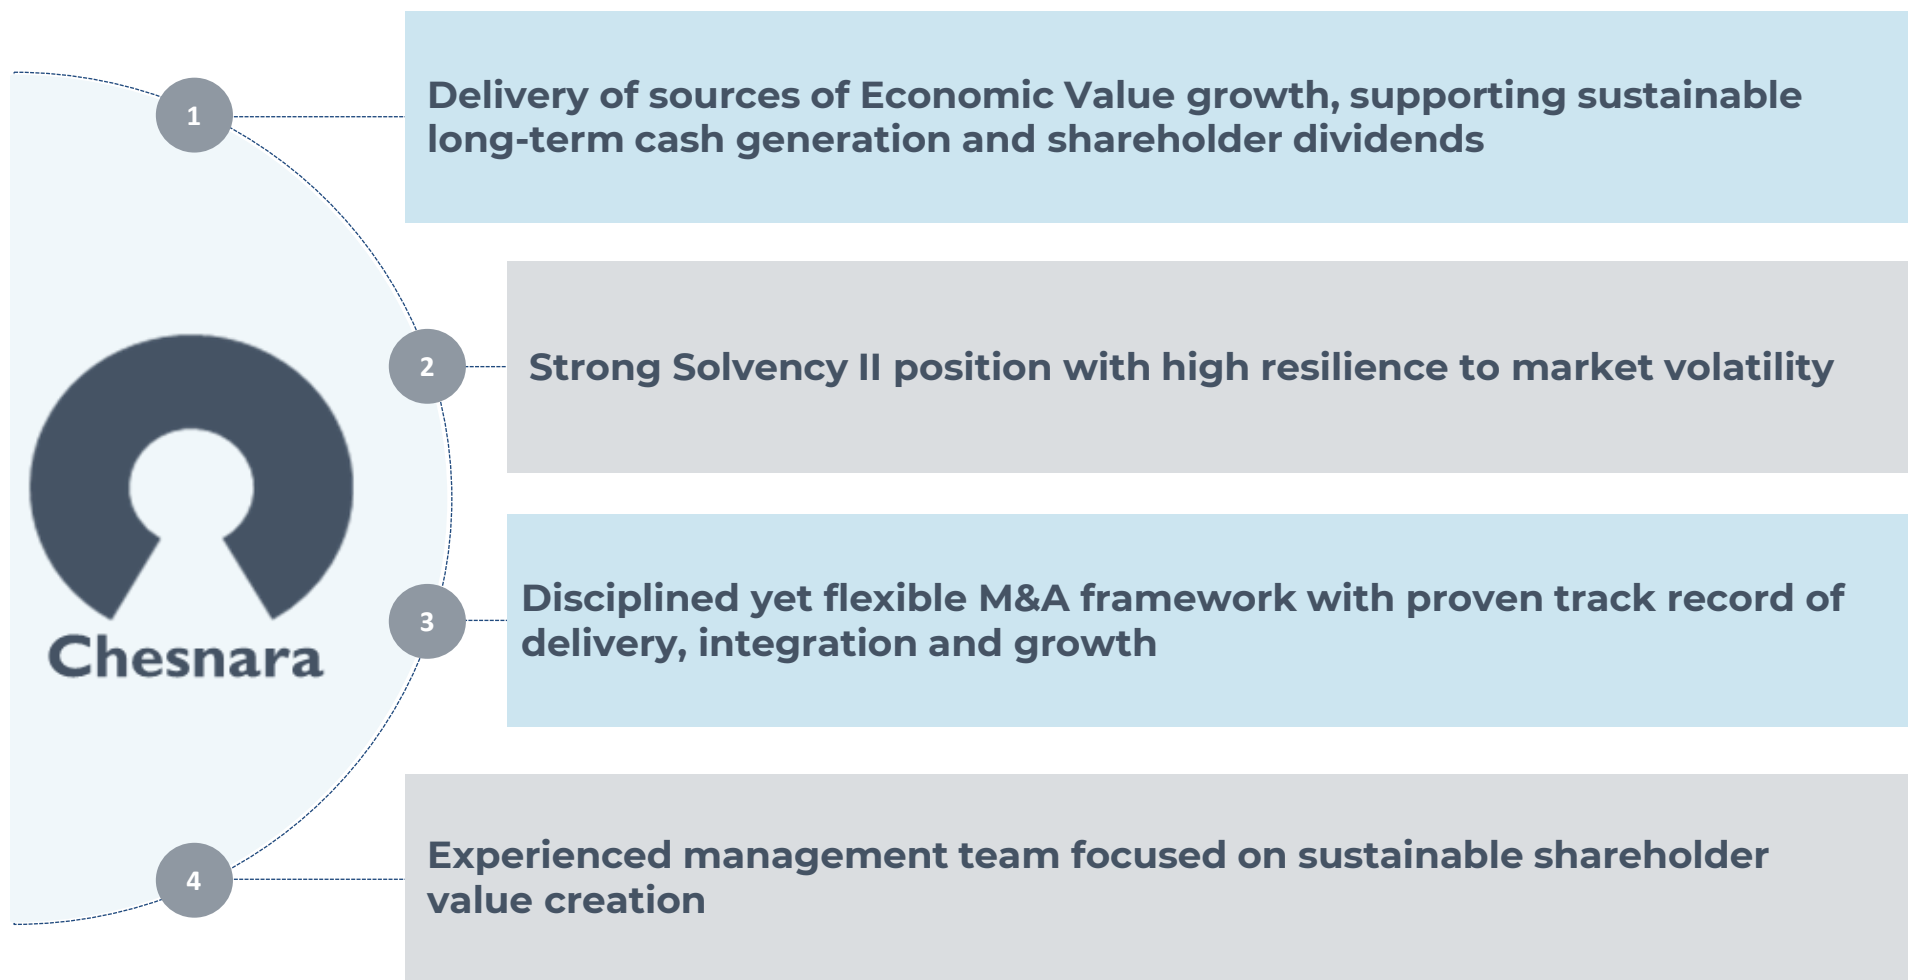 1
Delivery of sources of Economic Value growth, supporting sustainable
long-term cash generation and shareholder dividends
2
Strong Solvency II position with high resilience to market volatility
3
Disciplined yet flexible M&A framework with proven track record of
delivery, integration and growth
Chesnara
4
Experienced management team focused on sustainable shareholder
value creation